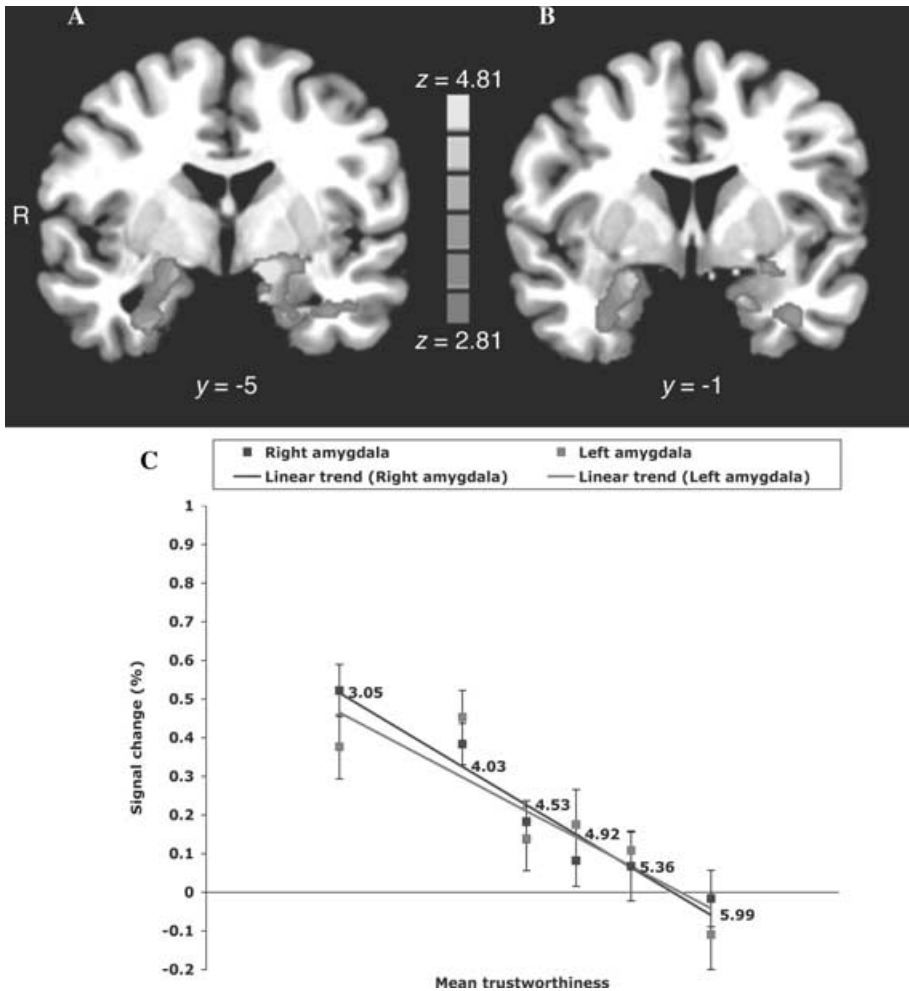 A
B
z = 4.81
R
z = 2.81
y = -5
y = -1
C
Right amygdala
Left amygdala
Linear trend (Right amygdala)
Linear trend (Left amygdala)
1
0.9
0.8
0.7
0.6
0.5
0.4
0.3
0.2
0.1
0
-0.1
-0.2
Signal change (%)
3.05
4.03
4.53
4.92
5.36
5.99
Mean trustworthiness